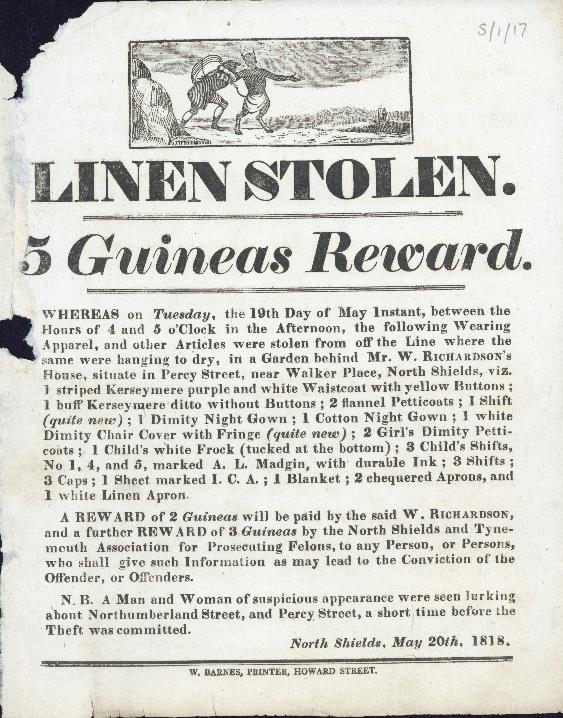 S/1/17
LINEN STOLEN.
5 Guineas Reward.
WHEREAS on Tuesday, the 19th Day of May Instant, between the
Hours of 4 and 5 o'Clock in the Afternoon, the following Wearing
Apparel, and other Articles were stolen from off the Line where the
same were hanging to dry, in a Garden behind Mr. W. RICHARDSON'S
House, situate in Percy Street, near Walker Place, North Shields, viz.
1 striped Kerseymere purple and white Waistcoat with yellow Buttons;
1 buff Kerseymere ditto without Buttons; 2 flannel Petticoats; 1 Shift
(quite new); 1 Dimity Night Gown; 1 Cotton Night Gown; 1 white
Dimity Chair Cover with Fringe (quite new); 2 Girl's Dimity Petti-
coats; 1 Child's white Frock (tucked at the bottom); 3 Child's Shifts,
No 1, 4, and 5, marked A. L. Madgin, with durable Ink; 3 Shifts;
3 Caps; 1 Sheet marked I. C. A.; 1 Blanket; 2 chequered Aprons, and
1 white Linen Apron.
A REWARD of 2 Guineas will be paid by the said W. RICHARDSON,
and a further REWARD of 3 Guineas by the North Shields and Tyne-
mouth Association for Prosecuting Felons, to any Person, or Persons,
who shall give such Information as may lead to the Conviction of the
Offender, or Offenders.
N. B. A Man and Woman of suspicious appearance were seen lurking
about Northumberland Street, and Percy Street, a short time before the
Theft was committed.
North Shields, May 20th, 1818.
W. BARNES, PRINTER, HOWARD STREET.